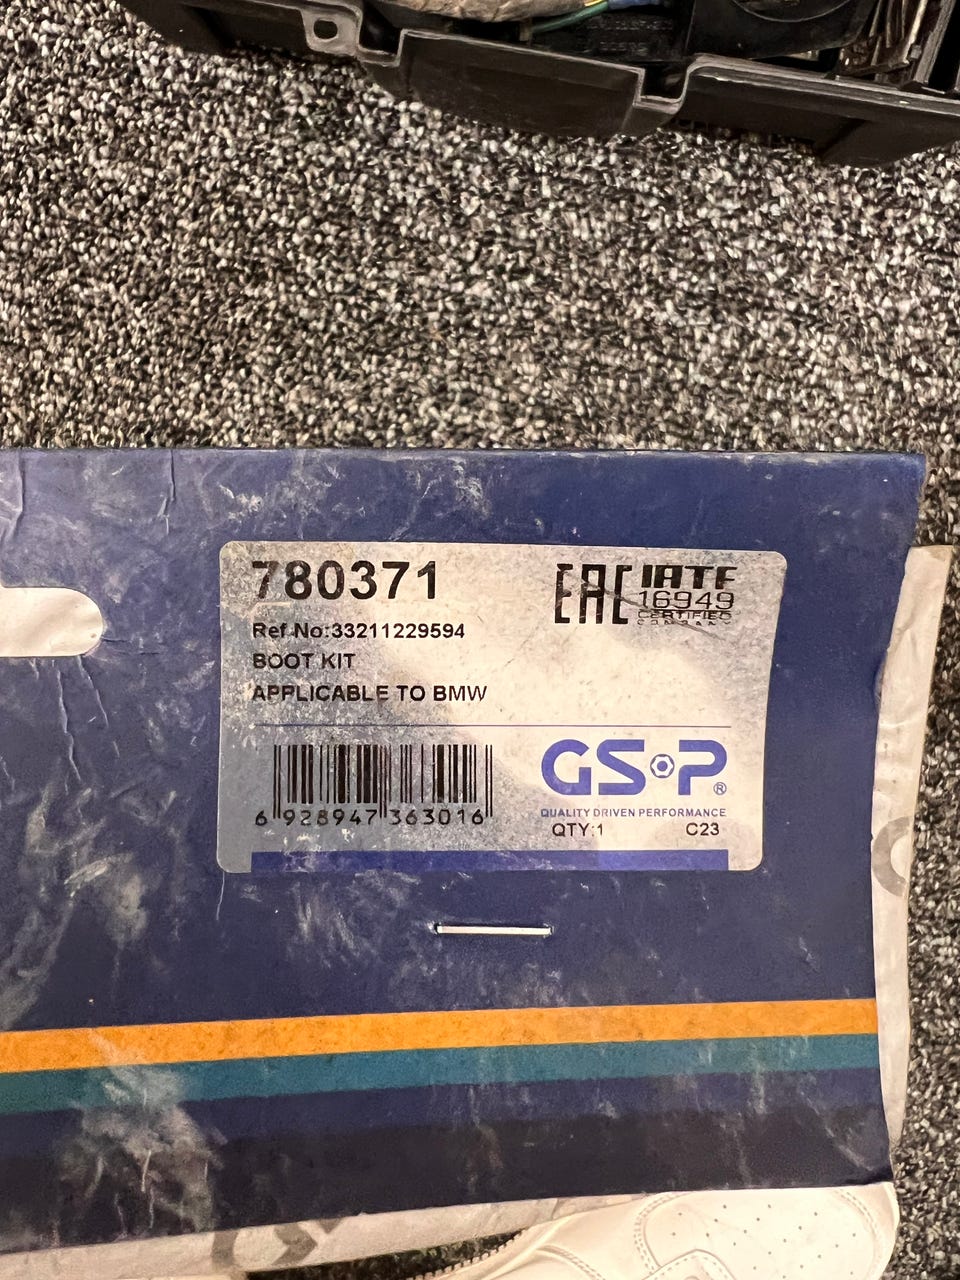 780371
EAC IATF
16949
CERTIFIED
COMPANY
Ref No:33211229594
BOOT KIT
APPLICABLE TO BMW
GSP®
QUALITY DRIVEN PERFORMANCE
6 928947 363016
QTY:1 C23